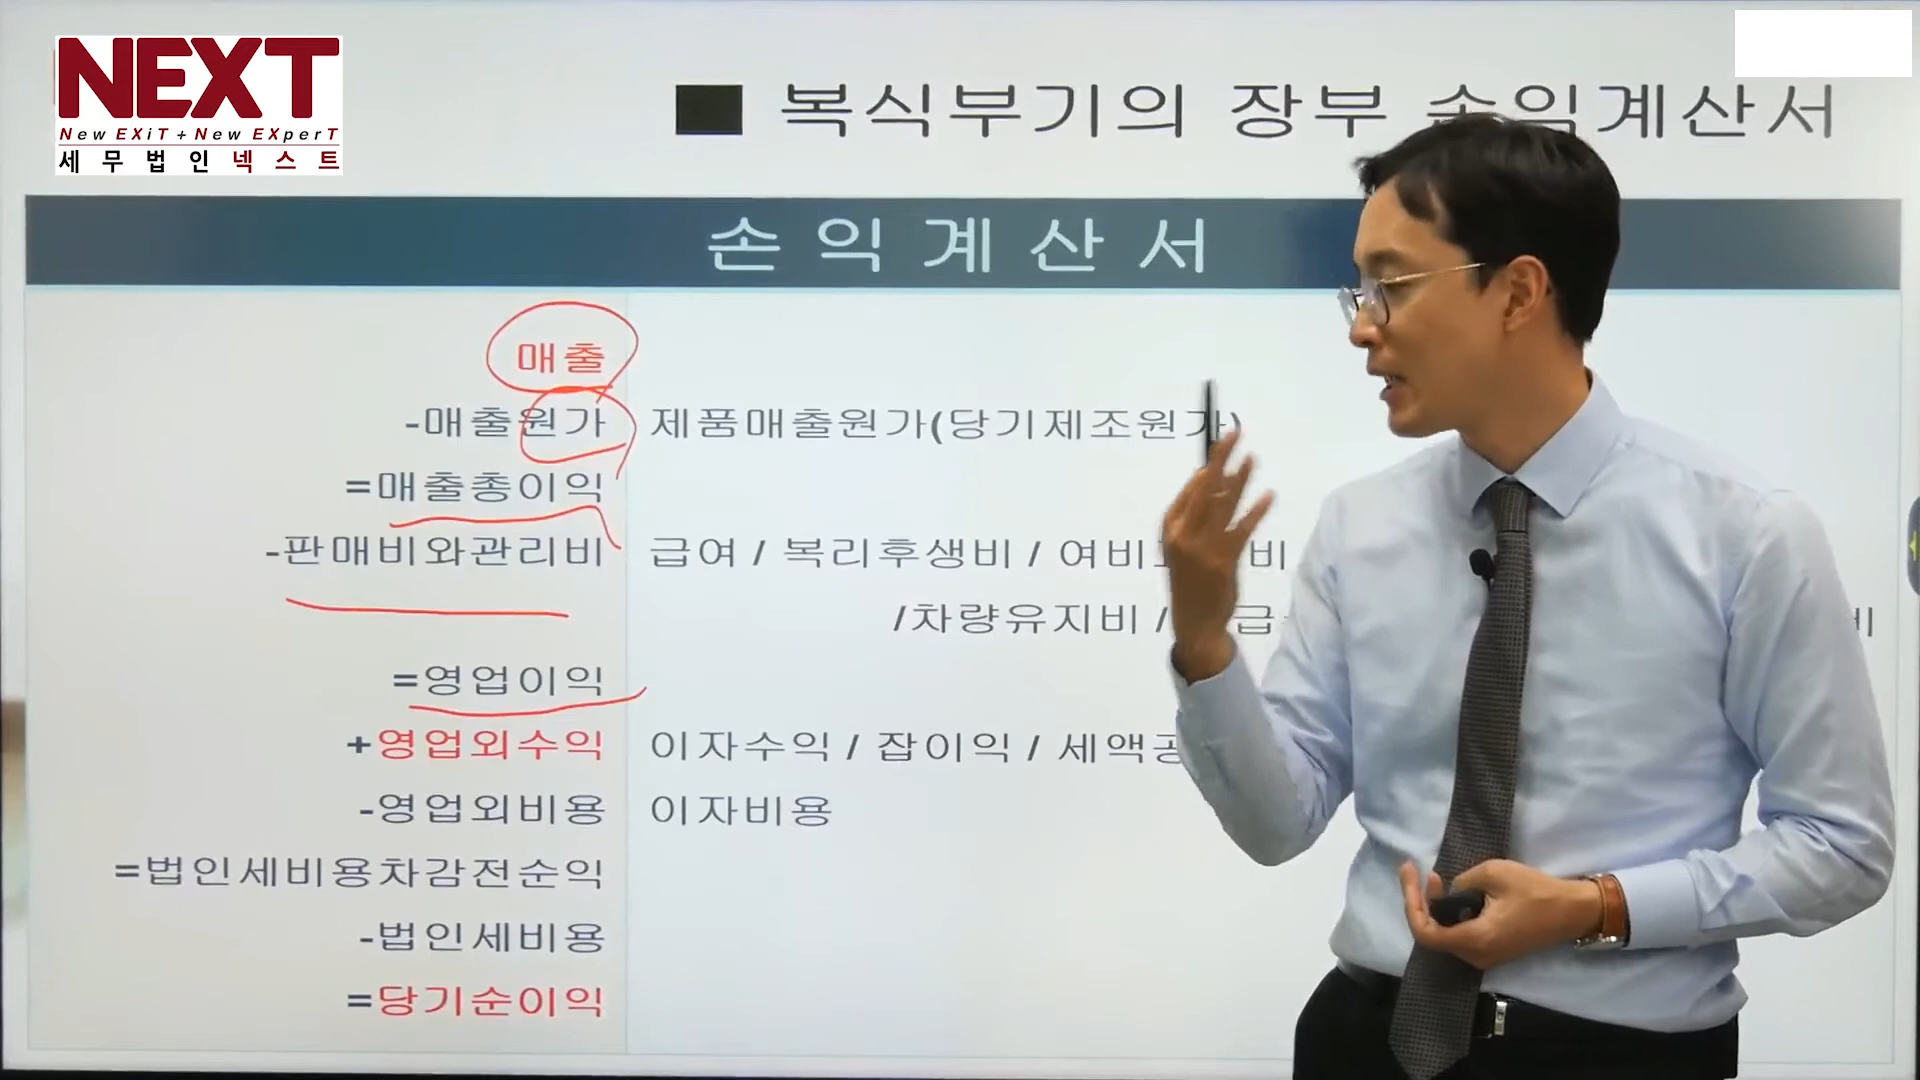 NEXT
New EXiT + New EXperT
세무법인넥스트
■ 복식부기의 장부 손익계산서
손익계산서
매출
-매출원가 제품매출원가(당기제조원가)
=매출총이익
-판매비와관리비 급여 / 복리후생비 /
/차량유지비 /
=영업이익
+영업외수익 이자수익 / 잡이익 /
-영업외비용 이자비용
=법인세비용차감전순익
-법인세비용
=당기순이익